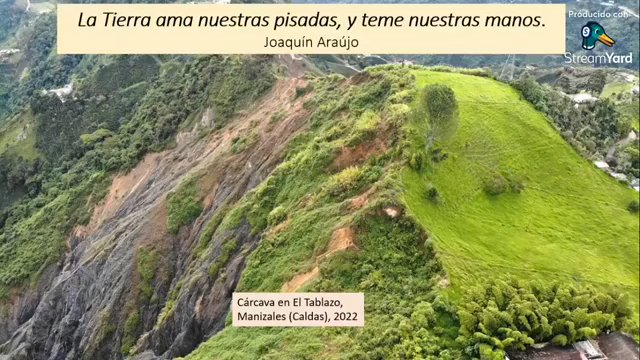 La Tierra ama nuestras pisadas, y teme nuestras manos.
Joaquín Araújo
Producido con
StreamYard
Cárcava en El Tablazo,
Manizales (Caldas), 2022